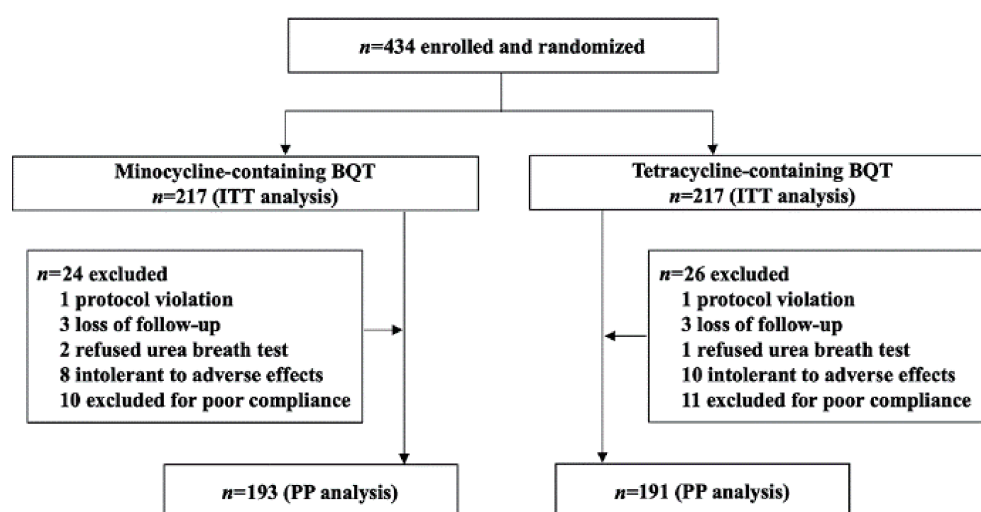 n=434 enrolled and randomized
Minocycline-containing BQT
n=217 (ITT analysis)
Tetracycline-containing BQT
n=217 (ITT analysis)
n=24 excluded
1 protocol violation
3 loss of follow-up
2 refused urea breath test
8 intolerant to adverse effects
10 excluded for poor compliance
n=26 excluded
1 protocol violation
3 loss of follow-up
1 refused urea breath test
10 intolerant to adverse effects
11 excluded for poor compliance
n=193 (PP analysis)
n=191 (PP analysis)